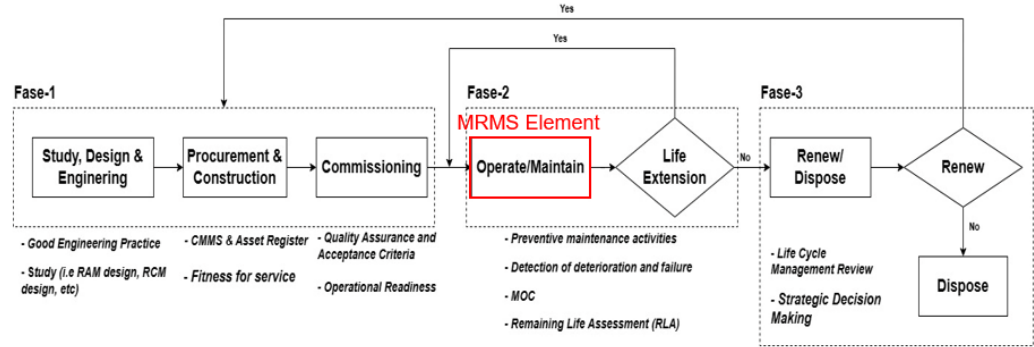 Yes
Yes
Fase-1
Fase-2
Fase-3
MRMS Element
Study, Design &
Enginering
Procurement &
Construction
Commissioning
Operate/Maintain
Life
Extension
No
Renew/
Dispose
Renew
No
Dispose
- Good Engineering Practice
- Study (i.e RAM design, RCM
design, etc)
- CMMS & Asset Register
- Fitness for service
- Quality Assurance and
Acceptance Criteria
- Operational Readiness
- Preventive maintenance activities
- Detection of deterioration and failure
- MOC
- Remaining Life Assessment (RLA)
- Life Cycle
Management Review
- Strategic Decision
Making